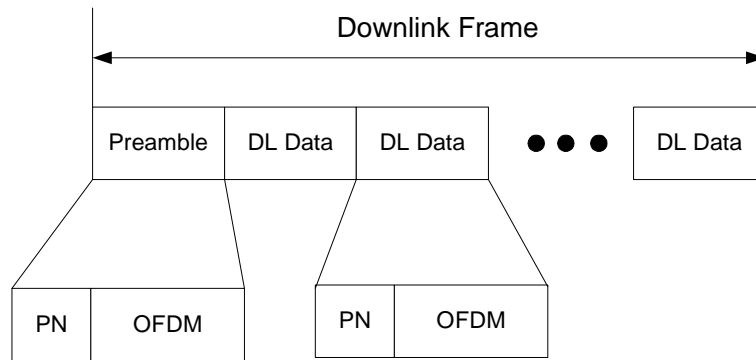 Downlink Frame
Preamble DL Data DL Data DL Data
PN OFDM PN OFDM